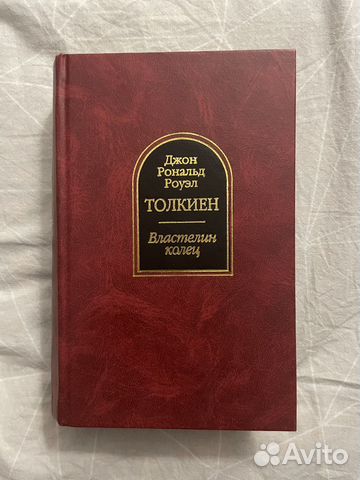 Джон
Рональд
Роуэл
ТОЛКИЕН
Властелин
колец
Avito